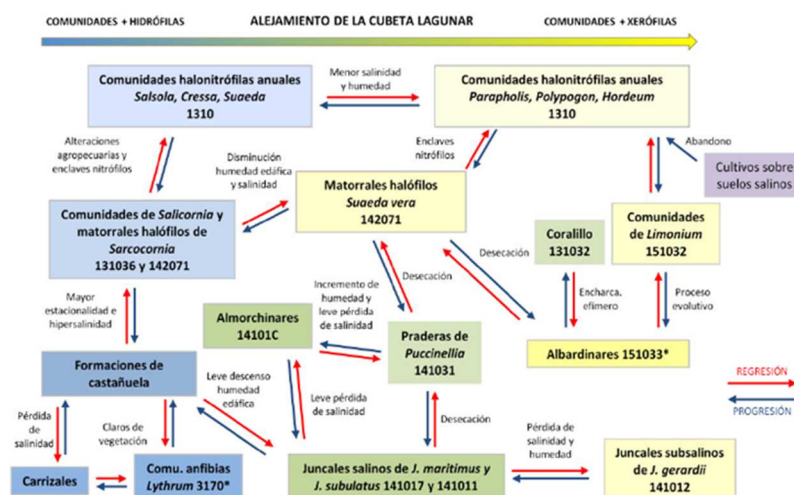 COMUNIDADES + HIDRÓFILAS
ALEJAMIENTO DE LA CUBETA LAGUNAR
COMUNIDADES + XERÓFILAS
Comunidades halonitrófilas anuales
Salsola, Cressa, Suaeda
1310
Menor salinidad
y humedad
Comunidades halonitrófilas anuales
Parapholis, Polypogon, Hordeum
1310
Alteraciones
agropecuarias y
enclaves nitrófilos
Disminución
humedad edáfica
y salinidad
Enclaves
nitrófilos
Abandono
Cultivos sobre
suelos salinos
Matorrales halófilos
Suaeda vera
142071
Comunidades de Salicornia y
matorrales halófilos de
Sarcocornia
131036 y 142071
Coralillo
131032
Comunidades
de Limonium
151032
Desecación
Desecación
Mayor
estacionalidad e
hipersalinidad
Incremento de
humedad y leve
pérdida de
salinidad
Almorchinares
14101C
Encharca.
efímero
Proceso
evolutivo
Praderas de
Puccinellia
141031
Albardinares 151033*
Formaciones de
castañuela
Leve descenso
humedad
edáfica
Leve pérdida
de salinidad
REGRESIÓN
PROGRESIÓN
Pérdida
de
salinidad
Claros de
vegetación
Desecación
Pérdida de
salinidad y
humedad
Carrizales
Comu. anfibias
Lythrum 3170*
Juncales salinos de J. maritimus y
J. subulatus 141017 y 141011
Juncales subsalinos
de J. gerardii
141012